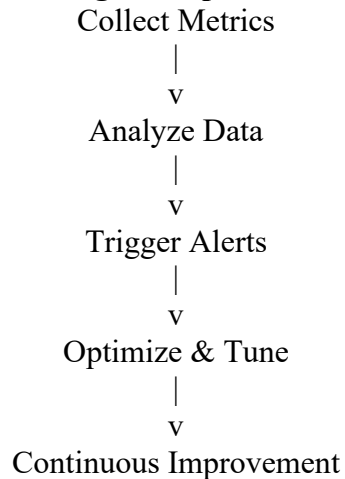 Collect Metrics
|
v
Analyze Data
|
v
Trigger Alerts
|
v
Optimize & Tune
|
v
Continuous Improvement